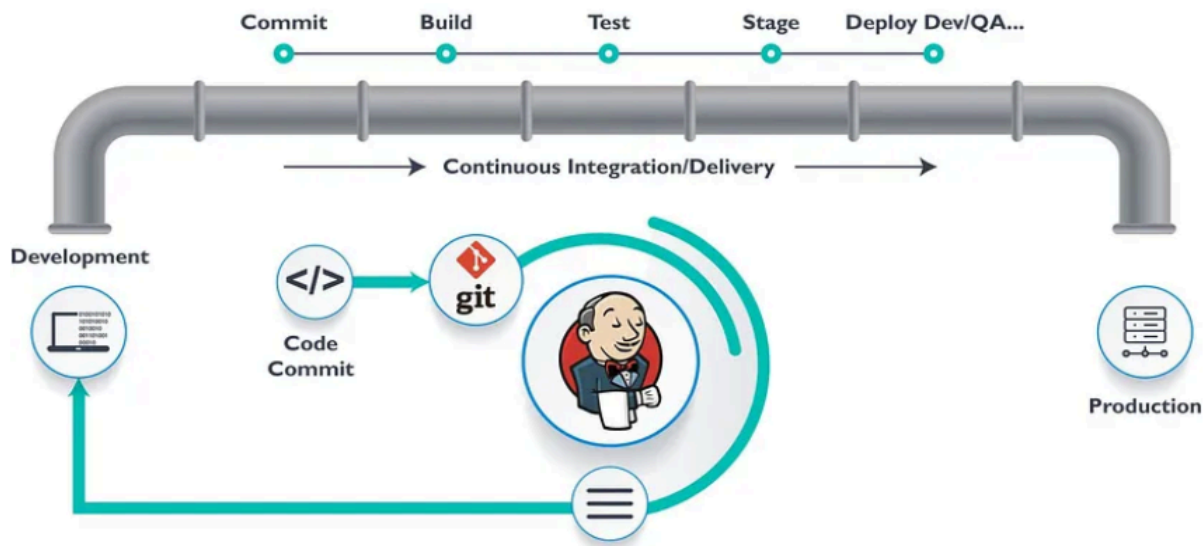 Commit
Build
Test
Stage
Deploy Dev/QA...
Continuous Integration/Delivery
Development
</>
git
Code
Commit
Production